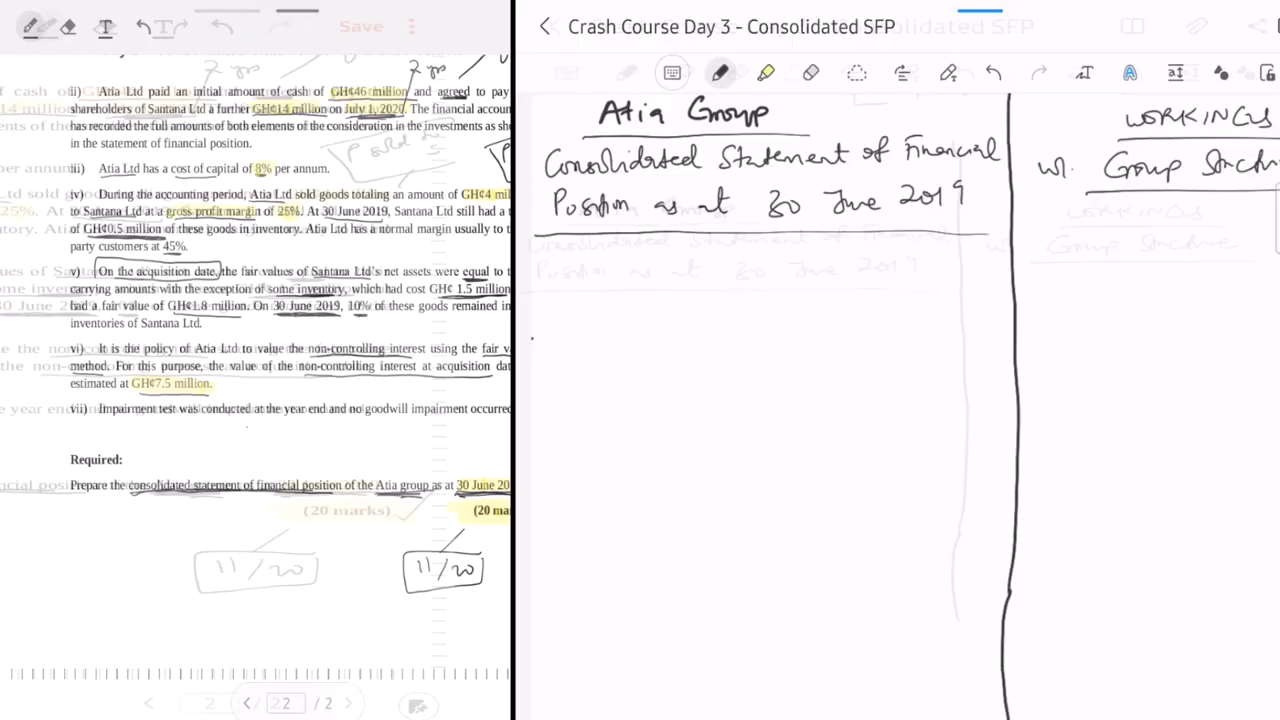 Save
Crash Course Day 3 - Consolidated SFP
7 yrs
7 yrs
ii) Atia Ltd paid an initial amount of cash of GH¢46 million and agreed to pay
shareholders of Santana Ltd a further GH¢14 million on July 1, 2020. The financial accoun
has recorded the full amounts of both elements of the consideration in the investments as sh
in the statement of financial position.
iii) Atia Ltd has a cost of capital of 8% per annum.
iv) During the accounting period, Atia Ltd sold goods totaling an amount of GH¢4 mil
to Santana Ltd at a gross profit margin of 25%. At 30 June 2019, Santana Ltd still had a t
of GH¢0.5 million of these goods in inventory. Atia Ltd has a normal margin usually to t
party customers at 45%.
v) On the acquisition date, the fair values of Santana Ltd's net assets were equal to t
carrying amounts with the exception of some inventory, which had cost GH¢ 1.5 million
had a fair value of GH¢1.8 million. On 30 June 2019, 10% of these goods remained in
inventories of Santana Ltd.
vi) It is the policy of Atia Ltd to value the non-controlling interest using the fair v
method. For this purpose, the value of the non-controlling interest at acquisition dat
estimated at GH¢7.5 million.
vii) Impairment test was conducted at the year end and no goodwill impairment occurred
Required:
Prepare the consolidated statement of financial position of the Atia group as at 30 June 20
(20 marks)
(20 mar
11/20
11/20
22 / 2
Atia Group
Consolidated Statement of Financial
Position as at 30 June 2019
WORKINGS
W1. Group Structure